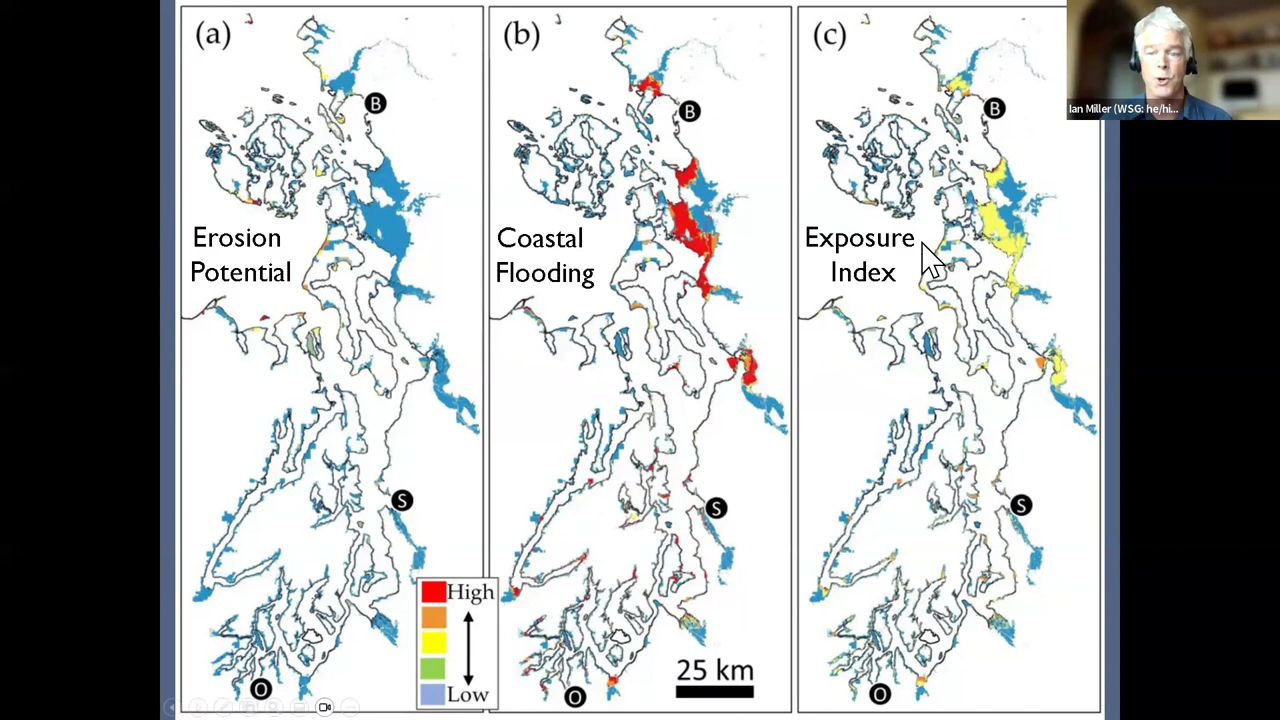 (a)
B
Erosion
Potential
S
O
High
Low
(b)
B
Coastal
Flooding
S
25 km
O
(c)
B
Exposure
Index
S
O
Ian Miller (WSG: he/hi...